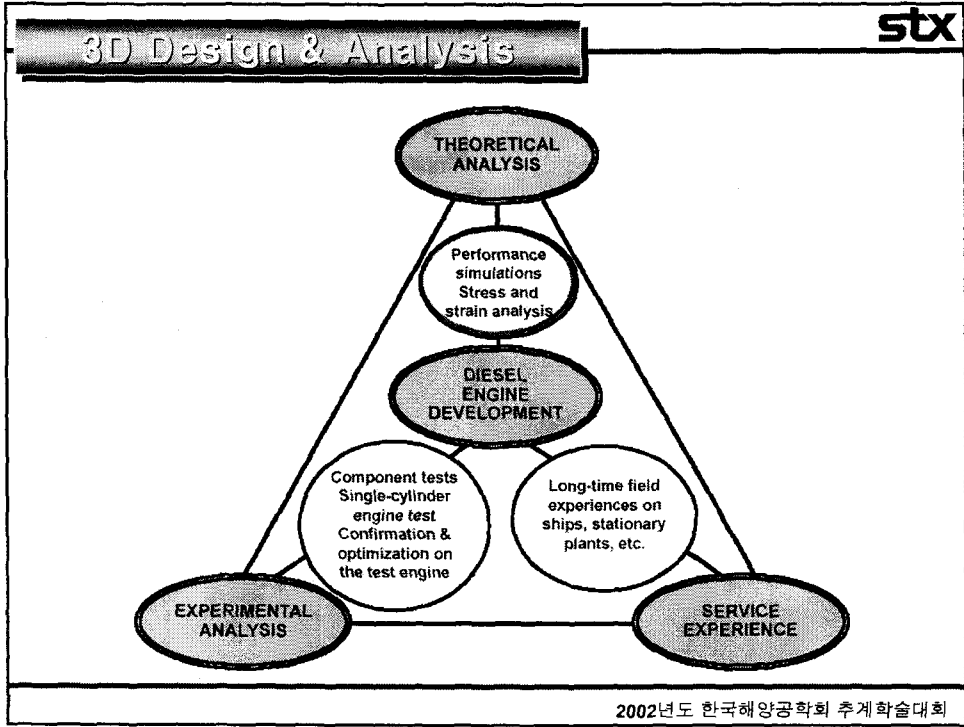 3D Design & Analysis
stx
THEORETICAL
ANALYSIS
Performance
simulations
Stress and
strain analysis
DIESEL
ENGINE
DEVELOPMENT
Component tests
Single-cylinder
engine test
Confirmation &
optimization on
the test engine
Long-time field
experiences on
ships, stationary
plants, etc.
EXPERIMENTAL
ANALYSIS
SERVICE
EXPERIENCE
2002년도 한국해양공학회 추계학술대회